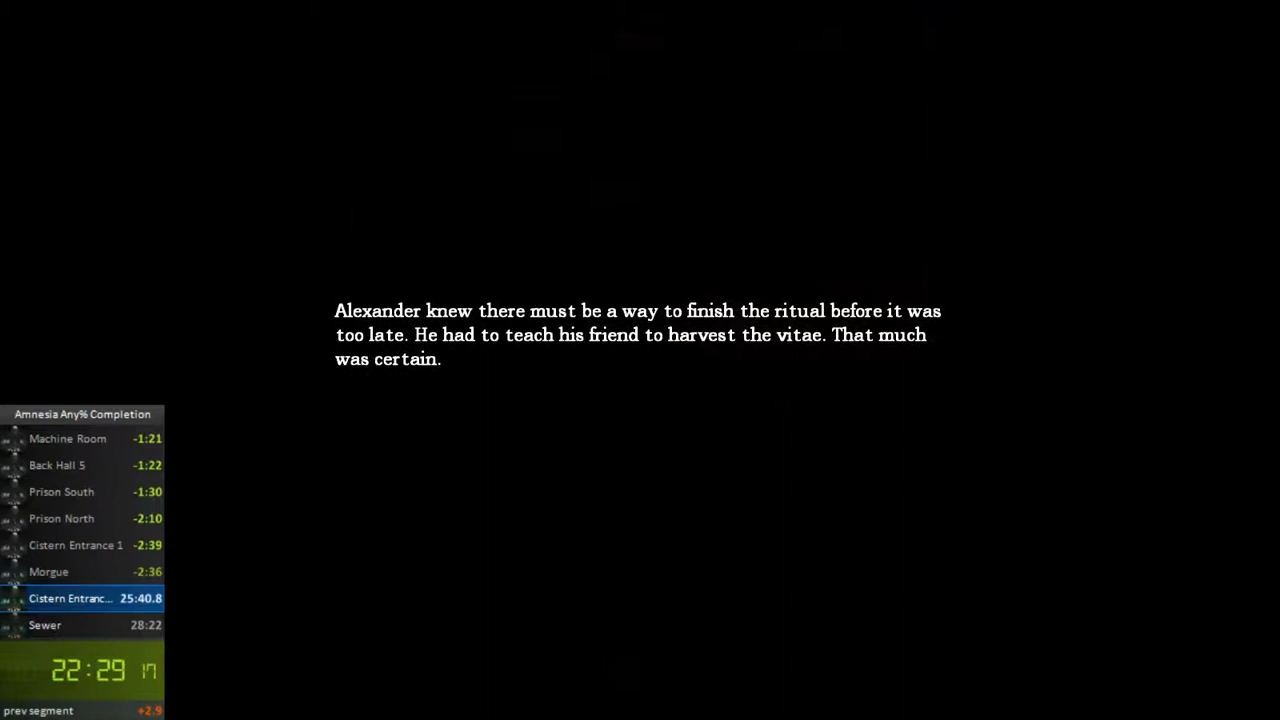 Alexander knew there must be a way to finish the ritual before it was
too late. He had to teach his friend to harvest the vitae. That much
was certain.
Amnesia Any% Completion
Machine Room -1:21
Back Hall 5 -1:22
Prison South -1:30
Prison North -2:10
Cistern Entrance 1 -2:39
Morgue -2:36
Cistern Entranc... 25:40.8
Sewer 28:22
22:29 17
prev segment +2.9